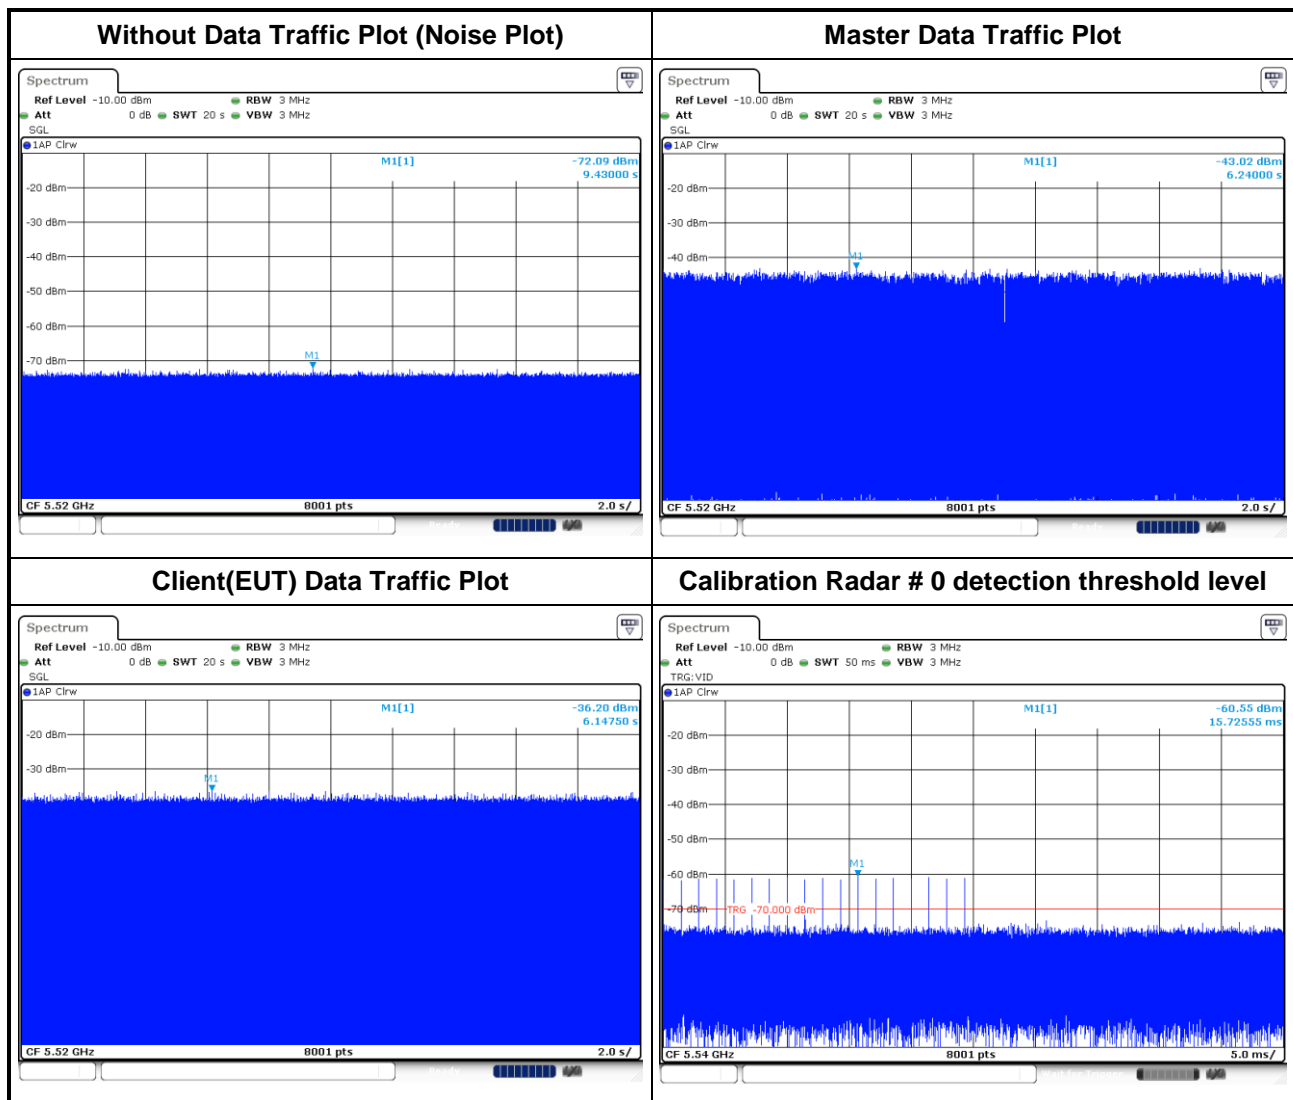 Without Data Traffic Plot (Noise Plot)
Spectrum
Ref Level -10.00 dBm RBW 3 MHz
Att 0 dB SWT 20 s VBW 3 MHz
SGL
1AP Clrw
M1[1] -72.09 dBm
9.43000 s
-20 dBm
-30 dBm
-40 dBm
-50 dBm
-60 dBm
-70 dBm
M1
CF 5.52 GHz 8001 pts 2.0 s/
Ready
Master Data Traffic Plot
Spectrum
Ref Level -10.00 dBm RBW 3 MHz
Att 0 dB SWT 20 s VBW 3 MHz
SGL
1AP Clrw
M1[1] -43.02 dBm
6.24000 s
-20 dBm
-30 dBm
-40 dBm
M1
CF 5.52 GHz 8001 pts 2.0 s/
Ready
Client(EUT) Data Traffic Plot
Spectrum
Ref Level -10.00 dBm RBW 3 MHz
Att 0 dB SWT 20 s VBW 3 MHz
SGL
1AP Clrw
M1[1] -36.20 dBm
6.14750 s
-20 dBm
-30 dBm
M1
CF 5.52 GHz 8001 pts 2.0 s/
Ready
Calibration Radar # 0 detection threshold level
Spectrum
Ref Level -10.00 dBm RBW 3 MHz
Att 0 dB SWT 50 ms VBW 3 MHz
TRG:VID
1AP Clrw
M1[1] -60.55 dBm
15.72555 ms
-20 dBm
-30 dBm
-40 dBm
-50 dBm
-60 dBm
-70 dBm
M1
TRG -70.000 dBm
CF 5.54 GHz 8001 pts 5.0 ms/
Wait for Trigger